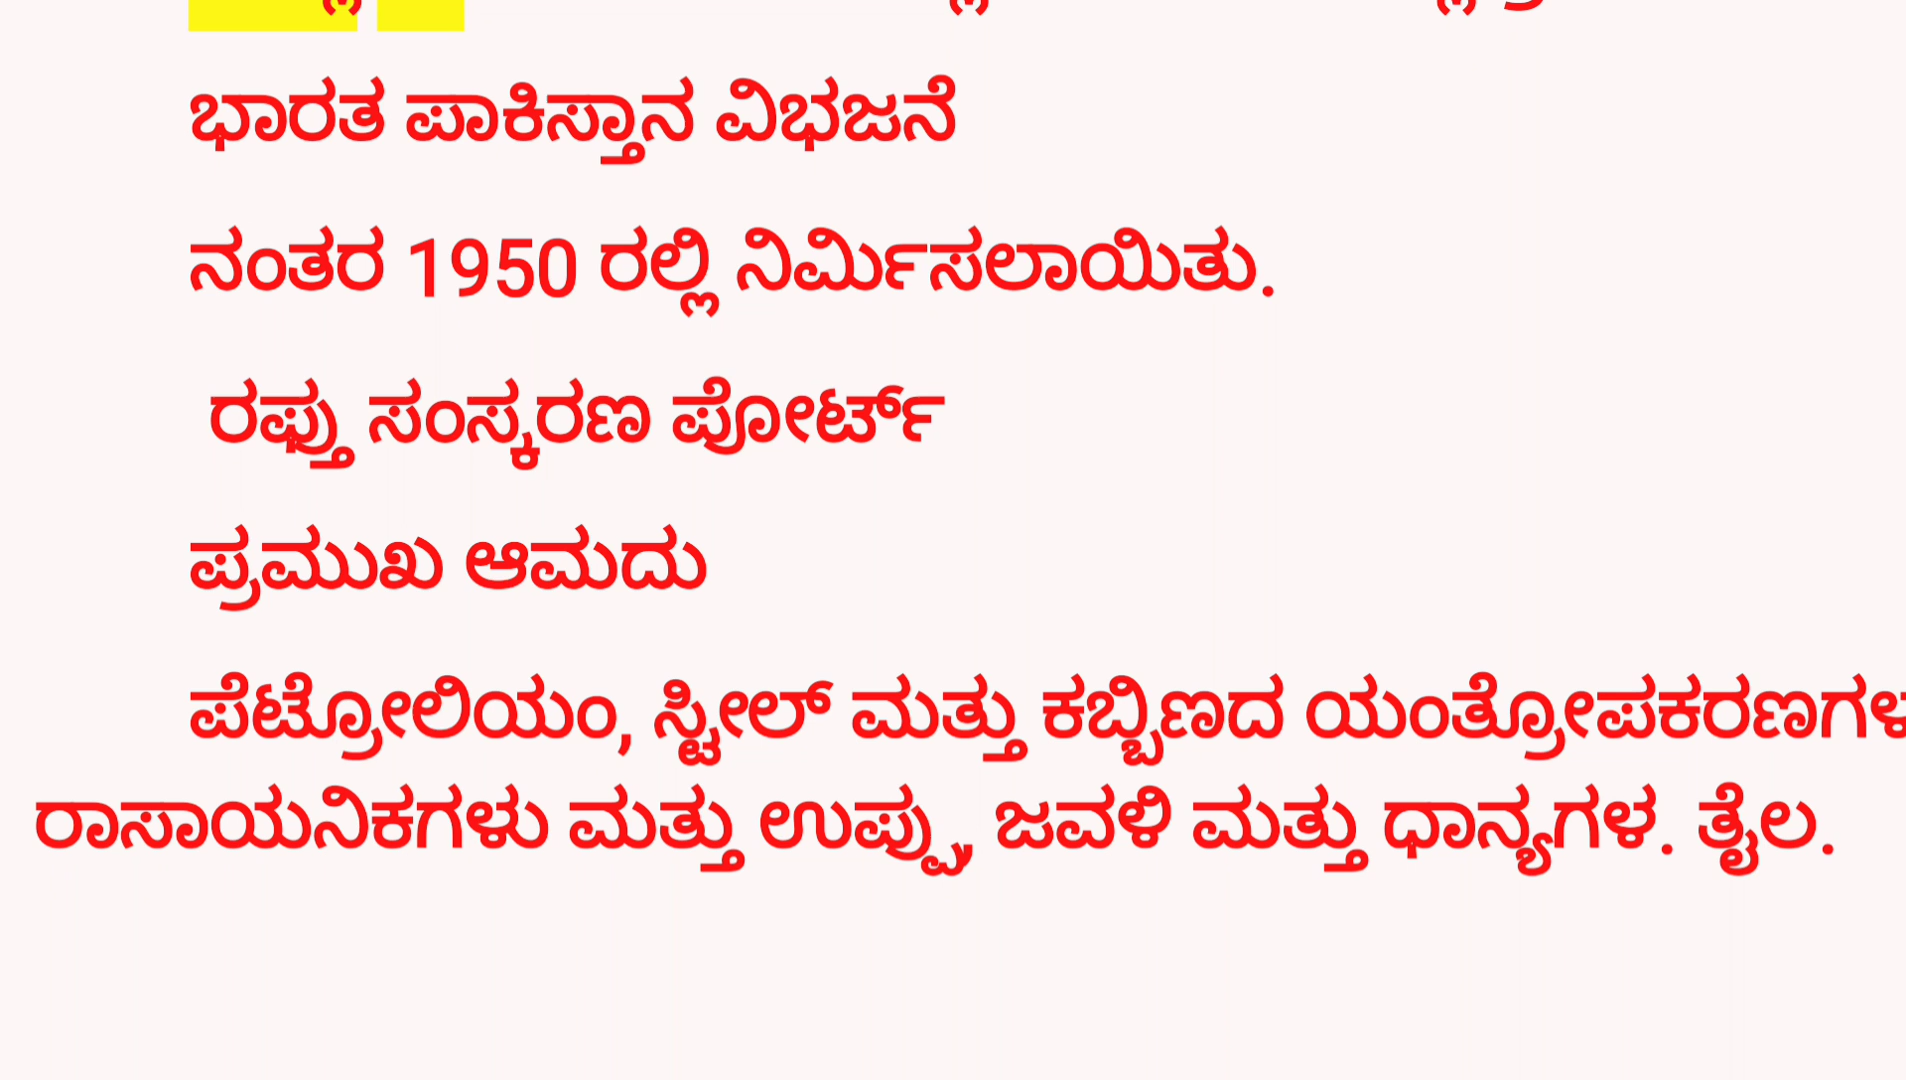 ಭಾರತ ಪಾಕಿಸ್ತಾನ ವಿಭಜನೆ
ನಂತರ 1950 ರಲ್ಲಿ ನಿರ್ಮಿಸಲಾಯಿತು.
ರಫ್ತು ಸಂಸ್ಕರಣ ಪೋರ್ಟ್
ಪ್ರಮುಖ ಆಮದು
ಪೆಟ್ರೋಲಿಯಂ, ಸ್ಟೀಲ್ ಮತ್ತು ಕಬ್ಬಿಣದ ಯಂತ್ರೋಪಕರಣಗಳ
ರಾಸಾಯನಿಕಗಳು ಮತ್ತು ಉಪ್ಪು, ಜವಳಿ ಮತ್ತು ಧಾನ್ಯಗಳ. ತೈಲ.